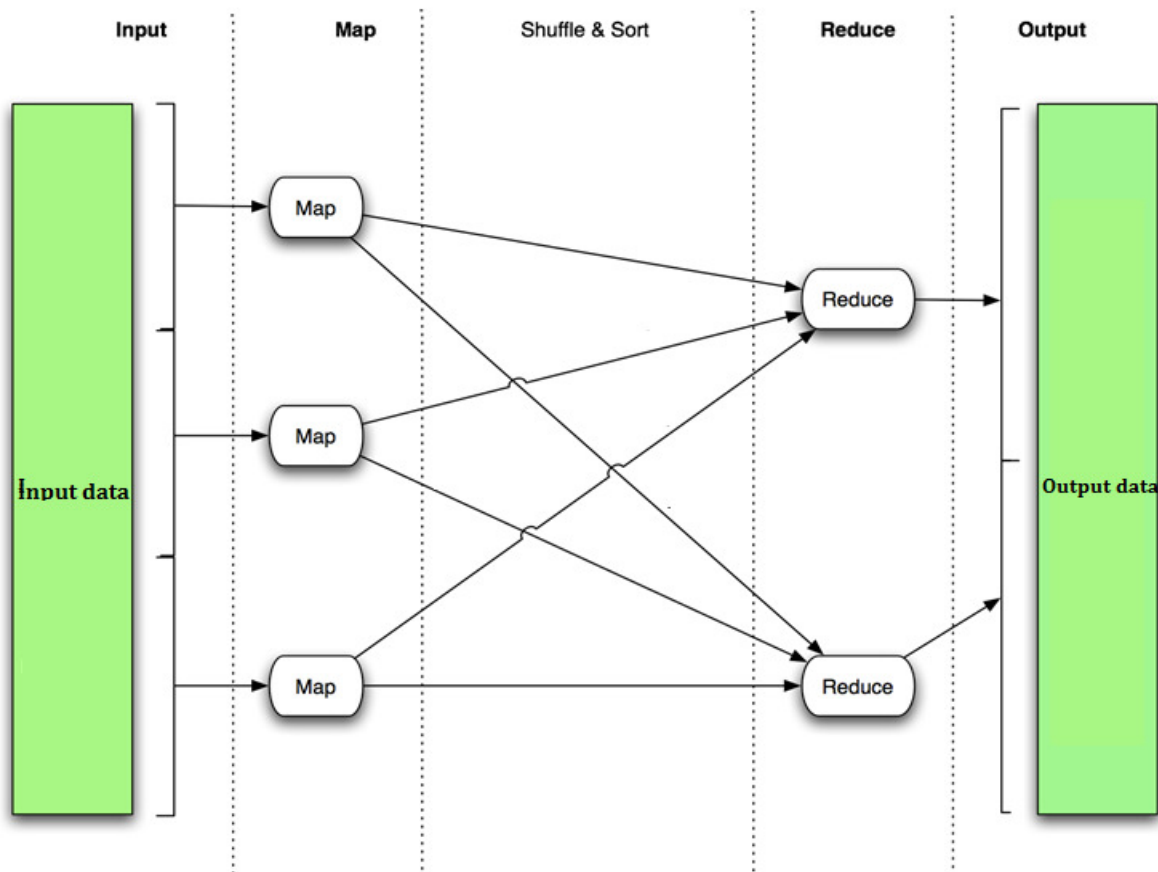 Input
Map
Shuffle & Sort
Reduce
Output
Map
Reduce
Map
Input data
Output data
Map
Reduce